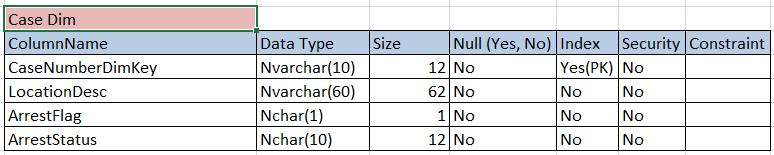 Case Dim
ColumnName Data Type Size Null (Yes, No) Index Security Constraint
CaseNumberDimKey Nvarchar(10) 12 No Yes(PK) No
LocationDesc Nvarchar(60) 62 No No No
ArrestFlag Nchar(1) 1 No No No
ArrestStatus Nchar(10) 12 No No No